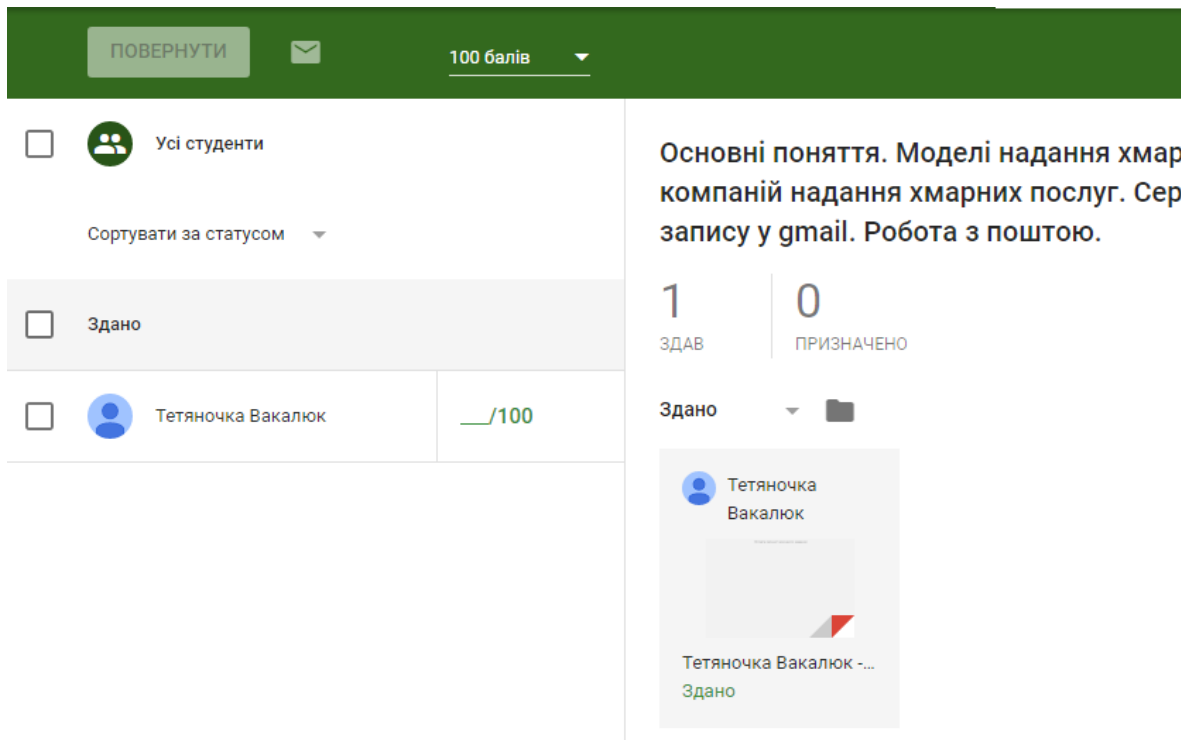 ПОВЕРНУТИ
100 балів
Усі студенти
Сортувати за статусом
Здано
Тетяночка Вакалюк
__/100
Основні поняття. Моделі надання хмар
компаній надання хмарних послуг. Сер
запису у gmail. Робота з поштою.
1
ЗДАВ
0
ПРИЗНАЧЕНО
Здано
Тетяночка
Вакалюк
Тетяночка Вакалюк -...
Здано